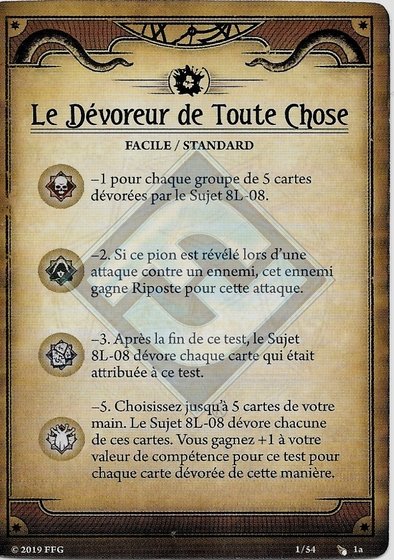 Le Dévoreur de Toute Chose
FACILE / STANDARD
–1 pour chaque groupe de 5 cartes
dévorées par le Sujet 8L-08.
–2. Si ce pion est révélé lors d'une
attaque contre un ennemi, cet ennemi
gagne Riposte pour cette attaque.
–3. Après la fin de ce test, le Sujet
8L-08 dévore chaque carte qui était
attribuée à ce test.
–5. Choisissez jusqu'à 5 cartes de votre
main. Le Sujet 8L-08 dévore chacune
de ces cartes. Vous gagnez +1 à votre
valeur de compétence pour ce test pour
chaque carte dévorée de cette manière.
© 2019 FFG 1/54 1a